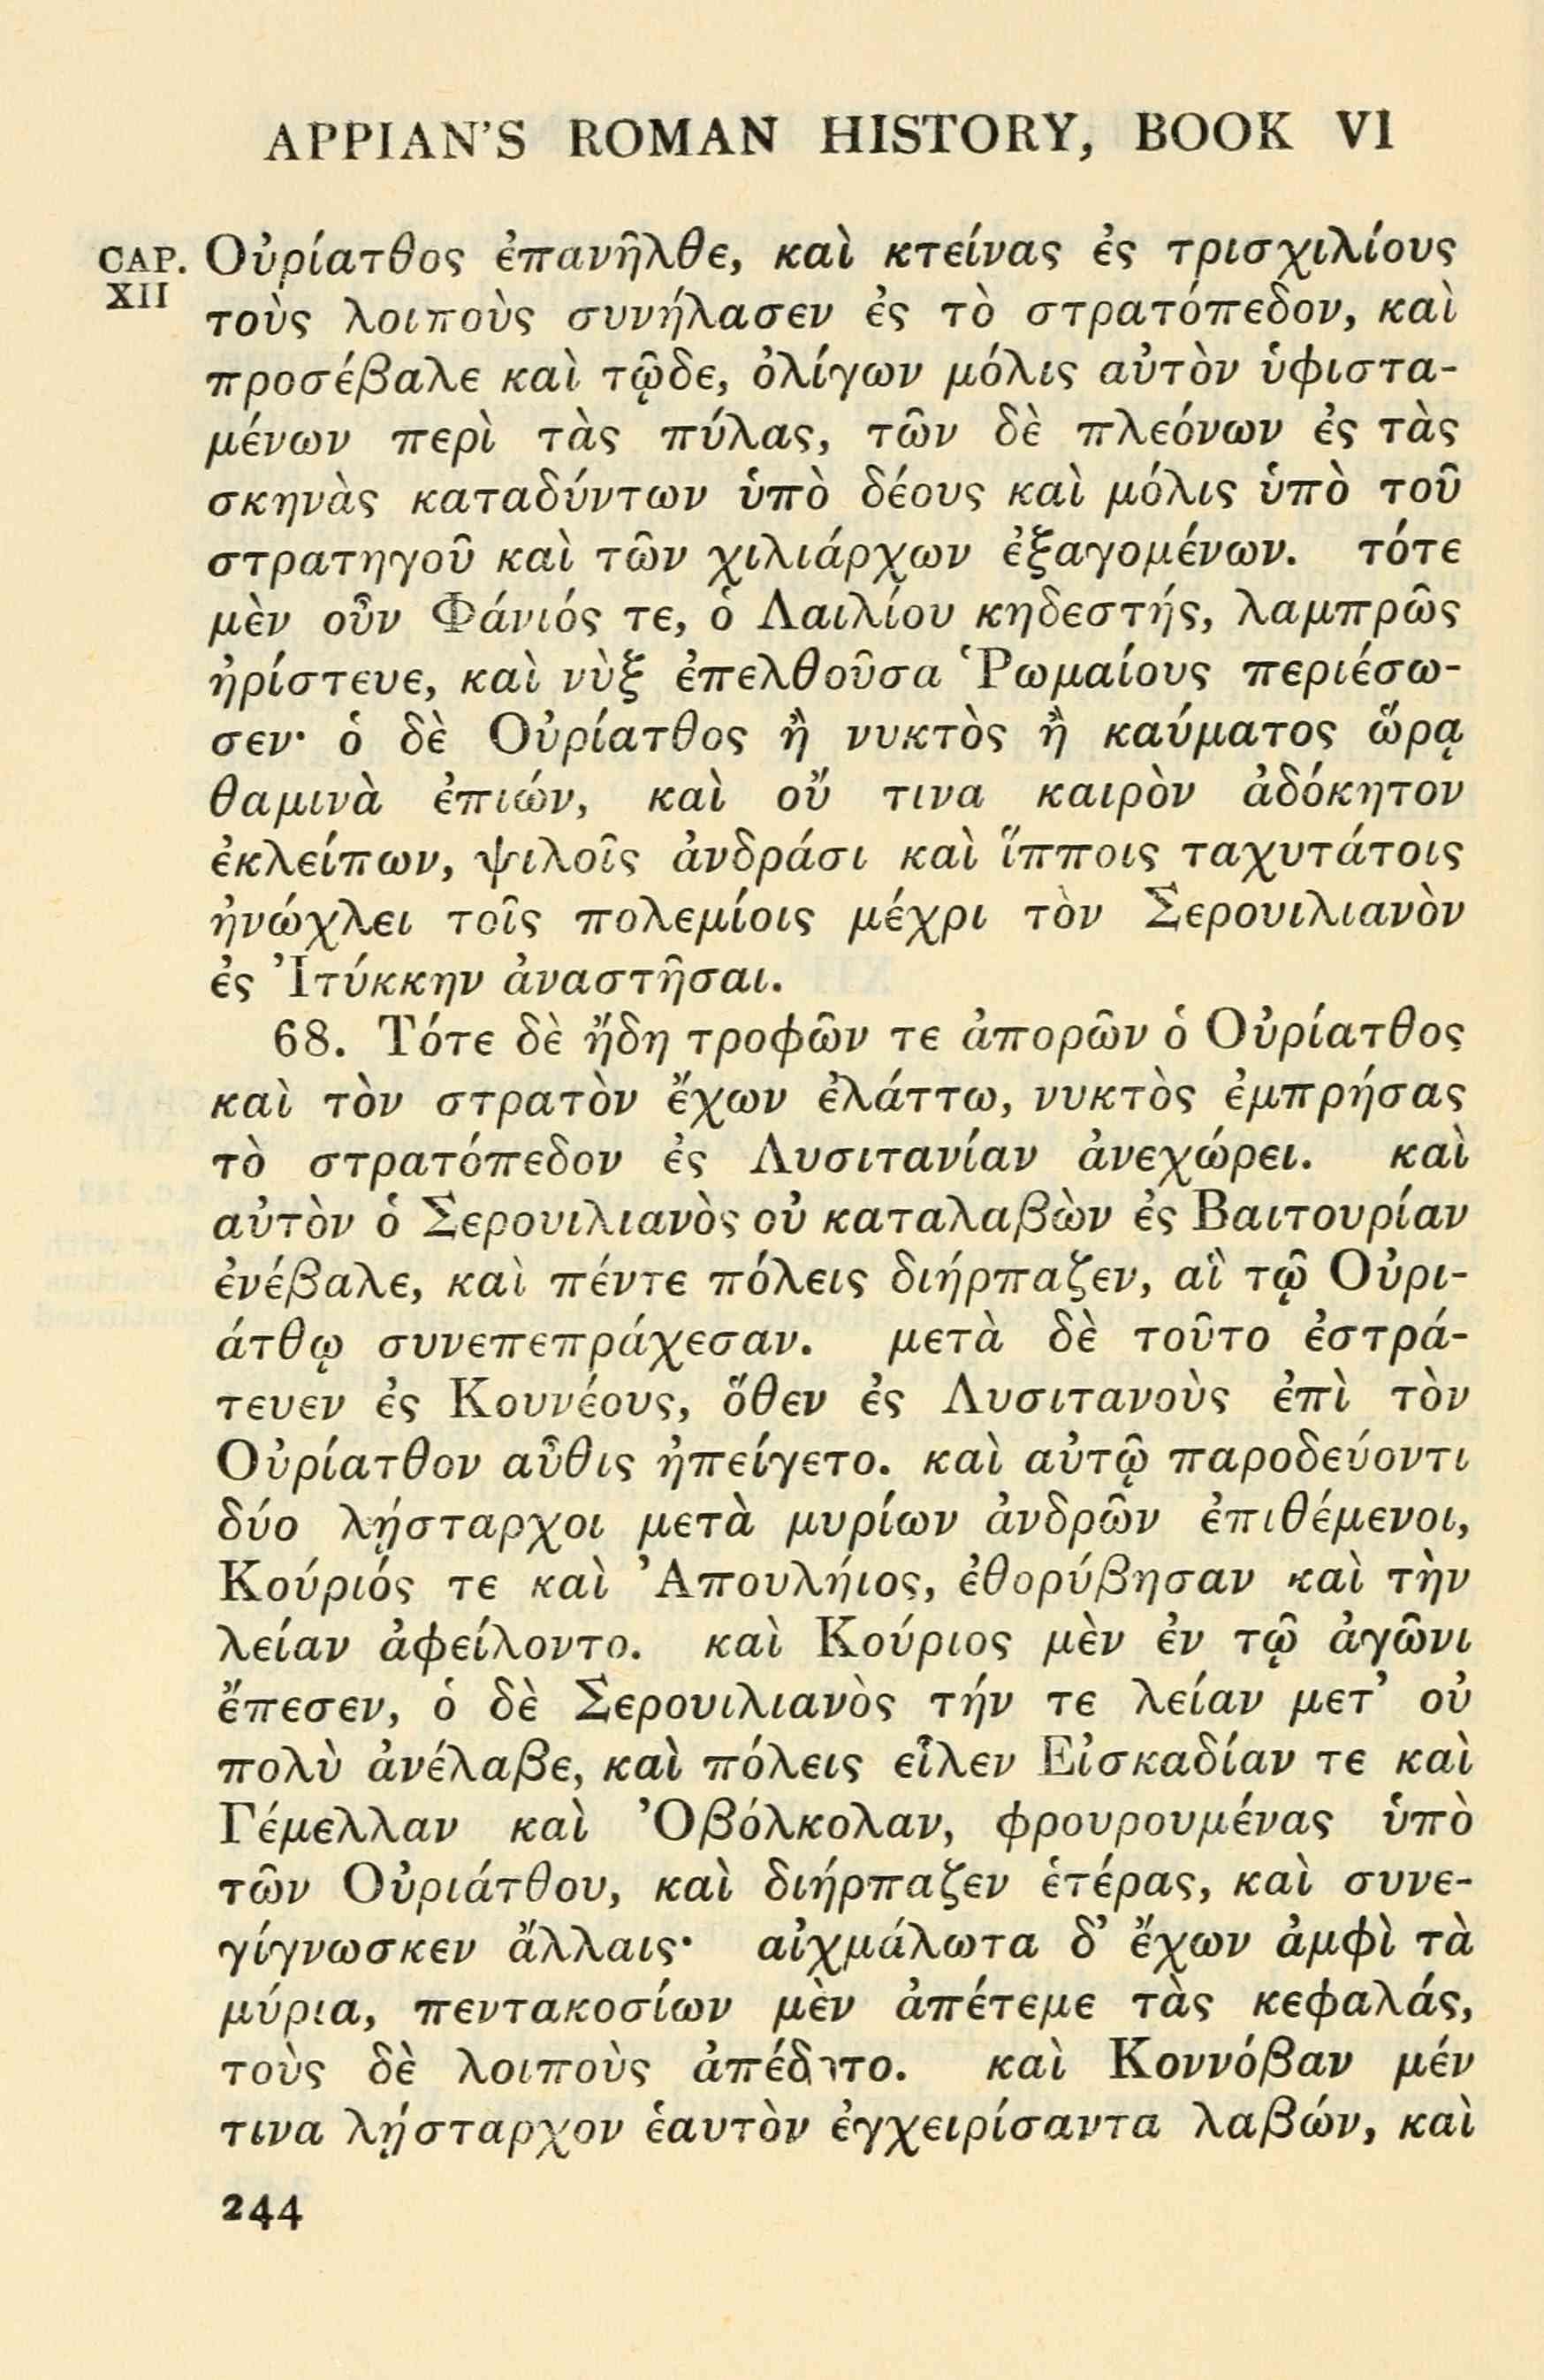 APPIAN'S ROMAN HISTORY, BOOK VI
CAP. XII
Οὐρίατθος ἐπανῆλθε, καὶ κτείνας ἐς τρισχιλίους
τοὺς λοιποὺς συνήλασεν ἐς τὸ στρατόπεδον, καὶ
προσέβαλε καὶ τῷδε, ὀλίγων μόλις αὐτὸν ὑφιστα-
μένων περὶ τὰς πύλας, τῶν δὲ πλεόνων ἐς τὰς
σκηνὰς καταδύντων ὑπὸ δέους καὶ μόλις ὑπὸ τοῦ
στρατηγοῦ καὶ τῶν χιλιάρχων ἐξαγομένων. τότε
μὲν οὖν Φάνιός τε, ὁ Λαιλίου κηδεστής, λαμπρῶς
ἠρίστευε, καὶ νὺξ ἐπελθοῦσα Ῥωμαίους περιέσω-
σεν· ὁ δὲ Οὐρίατθος ἢ νυκτὸς ἢ καύματος ὥρᾳ
θαμινὰ ἐπιών, καὶ οὔ τινα καιρὸν ἀδόκητον
ἐκλείπων, ψιλοῖς ἀνδράσι καὶ ἵπποις ταχυτάτοις
ἠνώχλει τοῖς πολεμίοις μέχρι τὸν Σερουιλιανὸν
ἐς Ἰτύκκην ἀναστῆσαι.
68. Τότε δὲ ἤδη τροφῶν τε ἀπορῶν ὁ Οὐρίατθος
καὶ τὸν στρατὸν ἔχων ἐλάττω, νυκτὸς ἐμπρήσας
τὸ στρατόπεδον ἐς Λυσιτανίαν ἀνεχώρει. καὶ
αὐτὸν ὁ Σερουιλιανὸς οὐ καταλαβὼν ἐς Βαιτουρίαν
ἐνέβαλε, καὶ πέντε πόλεις διήρπαζεν, αἳ τῷ Οὐρι-
άτθῳ συνεπεπράχεσαν. μετὰ δὲ τοῦτο ἐστρά-
τευεν ἐς Κουνέους, ὅθεν ἐς Λυσιτανοὺς ἐπὶ τὸν
Οὐρίατθον αὖθις ἠπείγετο. καὶ αὐτῷ παροδεύοντι
δύο λῄσταρχοι μετὰ μυρίων ἀνδρῶν ἐπιθέμενοι,
Κούριός τε καὶ Ἀπουλήιος, ἐθορύβησαν καὶ τὴν
λείαν ἀφείλοντο. καὶ Κούριος μὲν ἐν τῷ ἀγῶνι
ἔπεσεν, ὁ δὲ Σερουιλιανὸς τήν τε λείαν μετ' οὐ
πολὺ ἀνέλαβε, καὶ πόλεις εἷλεν Εἰσκαδίαν τε καὶ
Γέμελλαν καὶ Ὀβόλκολαν, φρουρουμένας ὑπὸ
τῶν Οὐριάτθου, καὶ διήρπαζεν ἑτέρας, καὶ συνε-
γίγνωσκεν ἄλλαις· αἰχμάλωτα δ' ἔχων ἀμφὶ τὰ
μύρια, πεντακοσίων μὲν ἀπέτεμε τὰς κεφαλάς,
τοὺς δὲ λοιποὺς ἀπέδοτο. καὶ Κοννόβαν μέν
τινα λῄσταρχον ἑαυτὸν ἐγχειρίσαντα λαβών, καὶ
244